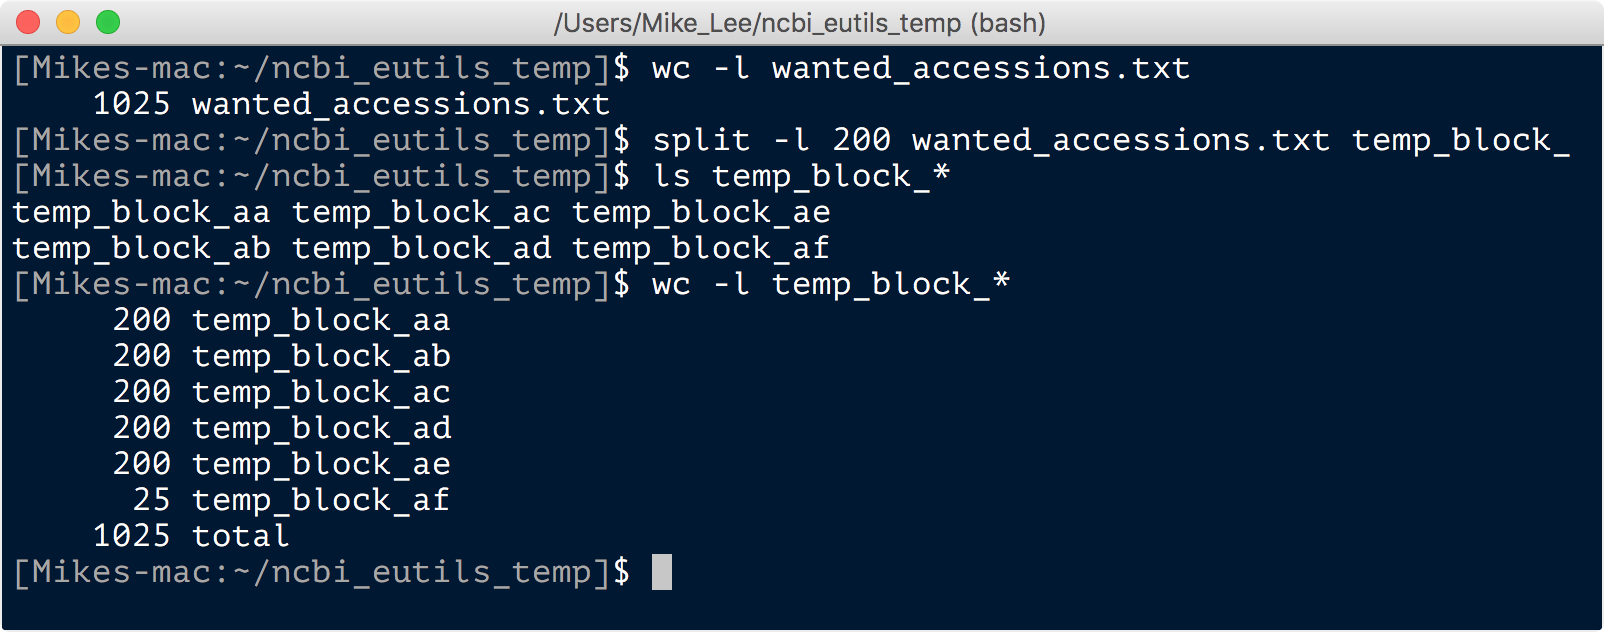 /Users/Mike_Lee/ncbi_eutils_temp (bash)
[Mikes-mac:~/ncbi_eutils_temp]$ wc -l wanted_accessions.txt
    1025 wanted_accessions.txt
[Mikes-mac:~/ncbi_eutils_temp]$ split -l 200 wanted_accessions.txt temp_block_
[Mikes-mac:~/ncbi_eutils_temp]$ ls temp_block_*
temp_block_aa temp_block_ac temp_block_ae
temp_block_ab temp_block_ad temp_block_af
[Mikes-mac:~/ncbi_eutils_temp]$ wc -l temp_block_*
     200 temp_block_aa
     200 temp_block_ab
     200 temp_block_ac
     200 temp_block_ad
     200 temp_block_ae
      25 temp_block_af
    1025 total
[Mikes-mac:~/ncbi_eutils_temp]$